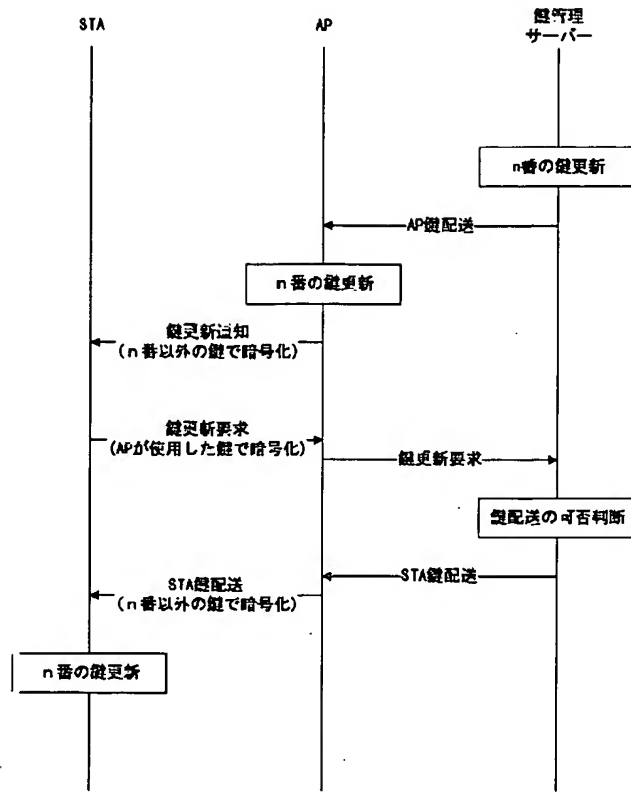 STA
AP
鍵管理
サーバー
n番の鍵更新
AP鍵配送
n番の鍵更新
鍵更新通知
(n番以外の鍵で暗号化)
鍵更新要求
(APが使用した鍵で暗号化)
鍵更新要求
鍵配送の可否判断
STA鍵配送
STA鍵配送
(n番以外の鍵で暗号化)
n番の鍵更新